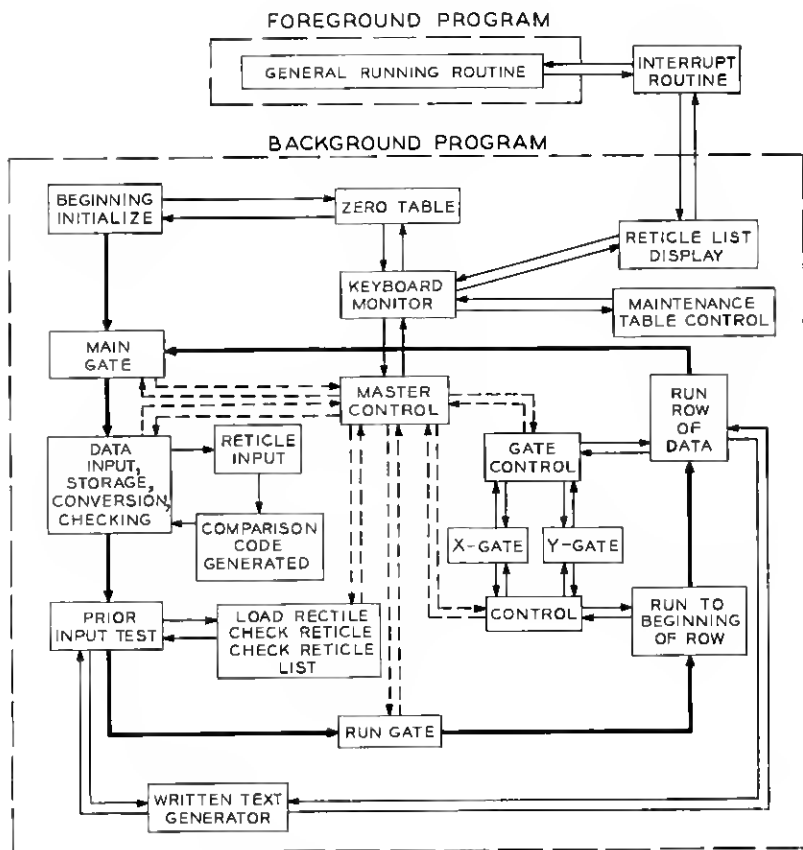 FOREGROUND PROGRAM
GENERAL RUNNING ROUTINE
INTERRUPT
ROUTINE
BACKGROUND PROGRAM
BEGINNING
INITIALIZE
ZERO TABLE
RETICLE LIST
DISPLAY
KEYBOARD
MONITOR
MAINTENANCE
TABLE CONTROL
MAIN
GATE
MASTER
CONTROL
RUN
ROW
OF
DATA
DATA
INPUT,
STORAGE,
CONVERSION,
CHECKING
RETICLE
INPUT
GATE
CONTROL
COMPARISON
CODE
GENERATED
X-GATE
Y-GATE
PRIOR
INPUT TEST
LOAD RECTILE
CHECK RETICLE
CHECK RETICLE
LIST
CONTROL
RUN TO
BEGINNING
OF ROW
RUN GATE
WRITTEN TEXT
GENERATOR